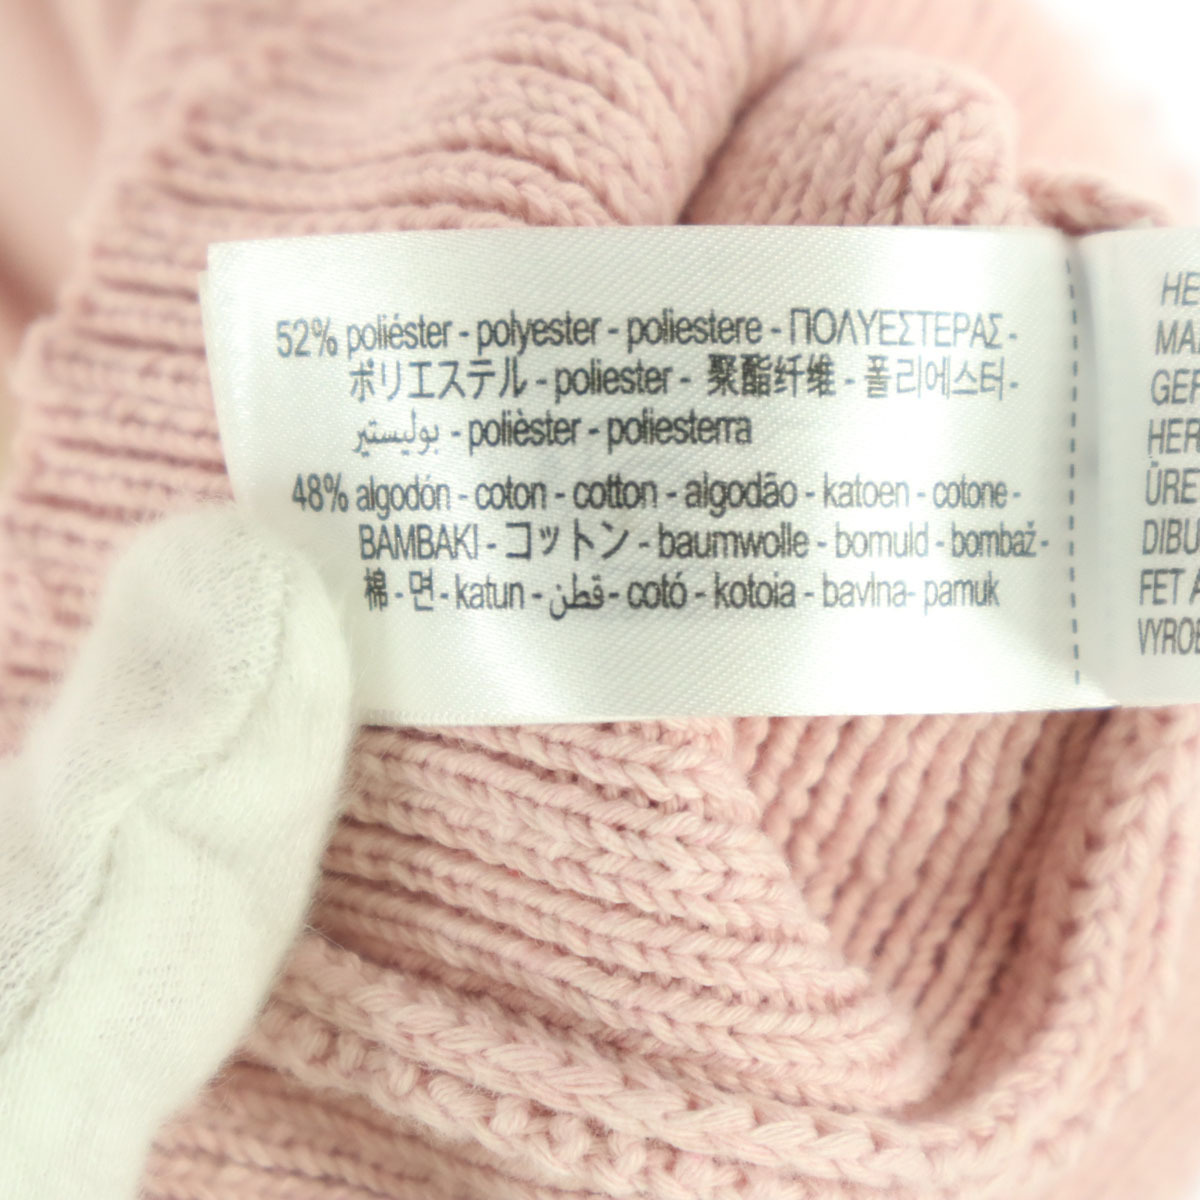 52% poliéster - polyester - poliestere - ΠΟΛΥΕΣΤΕΡΑΣ -
ポリエステル - poliester - 聚酯纤维 - 폴리에스터 -
بوليستير - polièster - poliesterra
48% algodón - coton - cotton - algodão - katoen - cotone -
BAMBAKI - コットン - baumwolle - bomuld - bombaž -
棉 - 면 - katun - قطن - cotó - kotoia - bavlna- pamuk